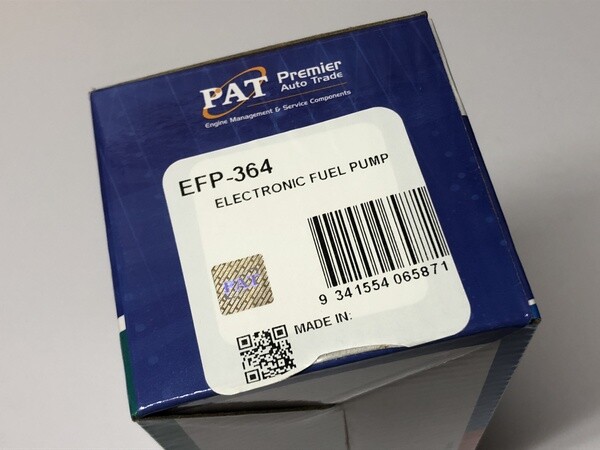 PAT Premier
Auto Trade
Engine Management & Service Components
EFP-364
ELECTRONIC FUEL PUMP
PAT
9 341554 065871
MADE IN: